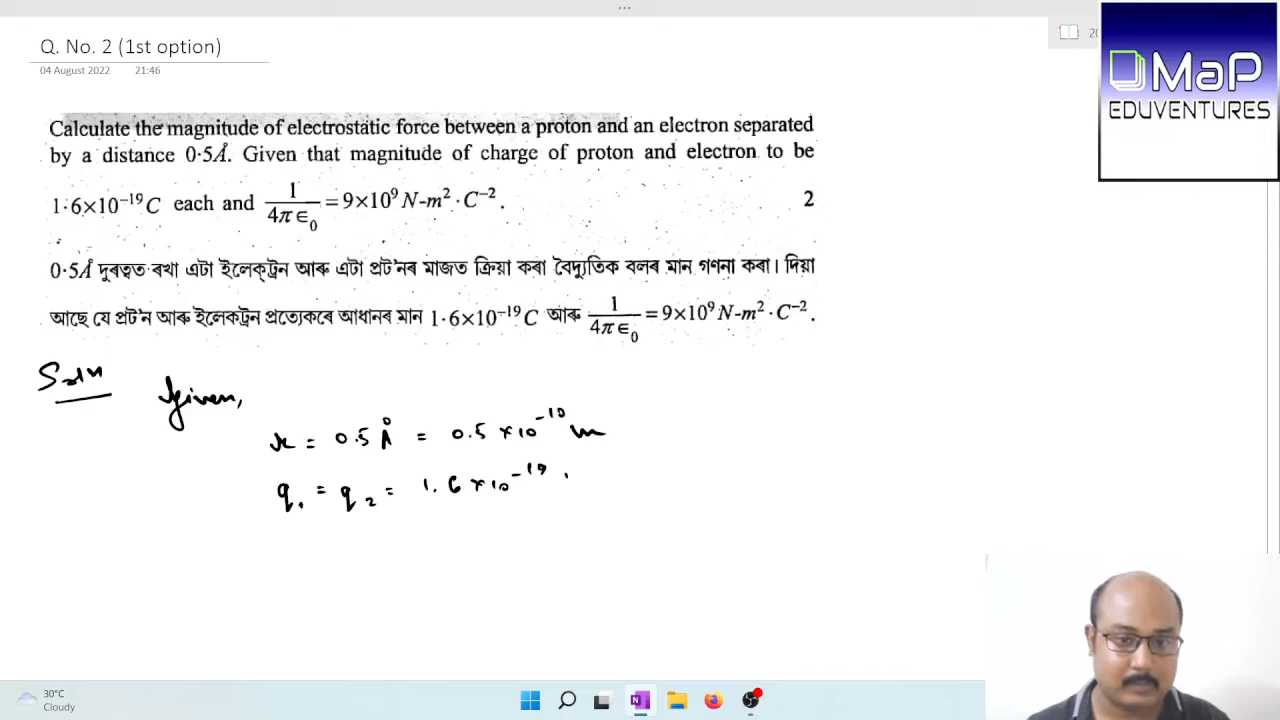 Q. No. 2 (1st option)
04 August 2022 21:46
MaP
EDUVENTURES
Calculate the magnitude of electrostatic force between a proton and an electron separated
by a distance 0·5Å. Given that magnitude of charge of proton and electron to be
1·6×10⁻¹⁹C each and 1/4π∈₀ = 9×10⁹ N-m²·C⁻². 2
0·5Å দূৰত্বত ৰখা এটা ইলেক্ট্ৰন আৰু এটা প্ৰট'নৰ মাজত ক্ৰিয়া কৰা বৈদ্যুতিক বলৰ মান গণনা কৰা। দিয়া
আছে যে প্ৰট'ন আৰু ইলেকট্ৰন প্ৰত্যেকৰে আধানৰ মান 1·6×10⁻¹⁹C আৰু 1/4π∈₀ = 9×10⁹ N-m²·C⁻².
Soln
Given,
r = 0.5 Å = 0.5 × 10⁻¹⁰ m
q₁ = q₂ = 1.6 × 10⁻¹⁹
30°C
Cloudy